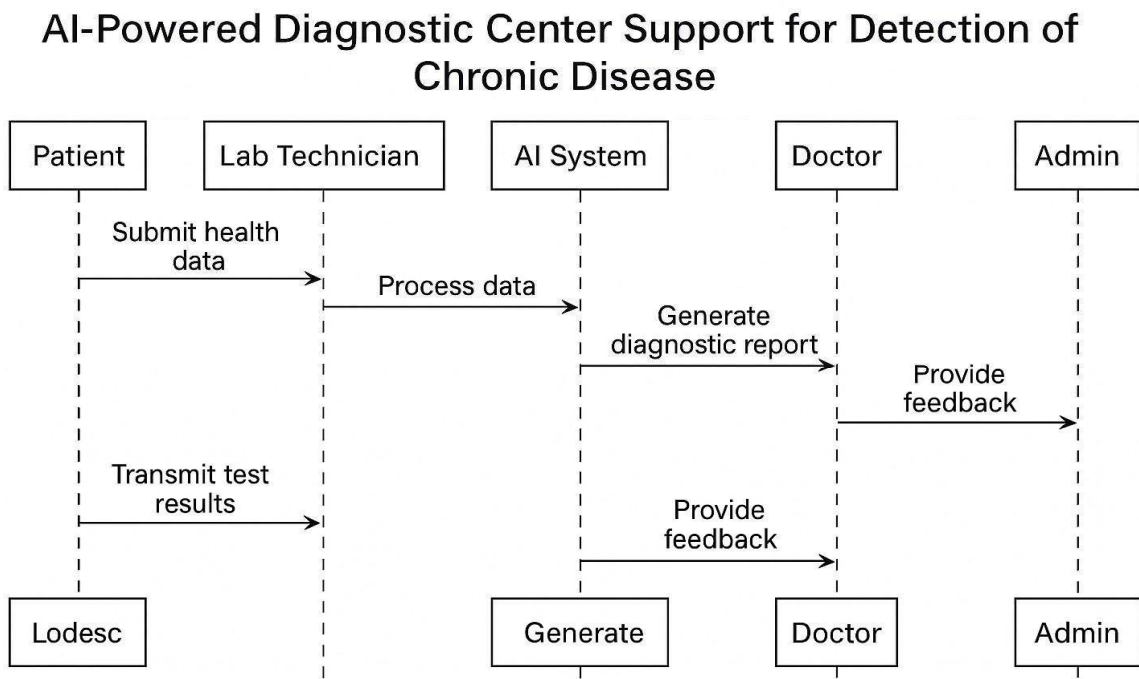 AI-Powered Diagnostic Center Support for Detection of
Chronic Disease
Patient
Lab Technician
AI System
Doctor
Admin
Submit health
data
Process data
Generate
diagnostic report
Provide
feedback
Transmit test
results
Provide
feedback
Lodesc
Generate
Doctor
Admin